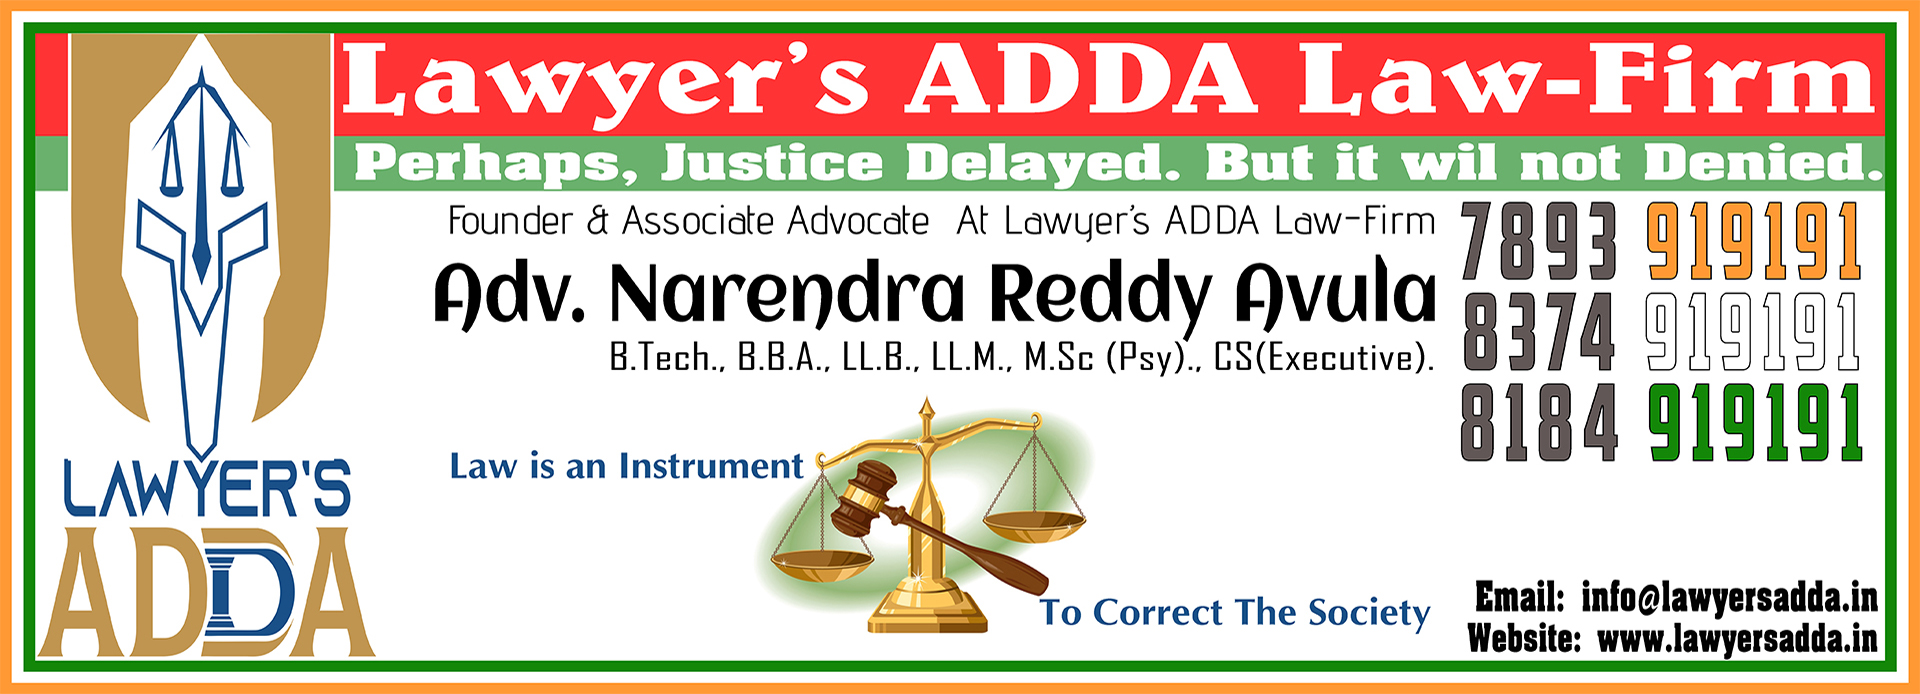 Lawyer's ADDA Law-Firm
Perhaps, Justice Delayed. But it wil not Denied.
Founder & Associate Advocate At Lawyer's ADDA Law-Firm
Adv. Narendra Reddy Avula
B.Tech., B.B.A., LL.B., LL.M., M.Sc (Psy)., CS(Executive).
7893 919191
8374 919191
8184 919191
LAWYER'S
ADDA
Law is an Instrument
To Correct The Society
Email: info@lawyersadda.in
Website: www.lawyersadda.in